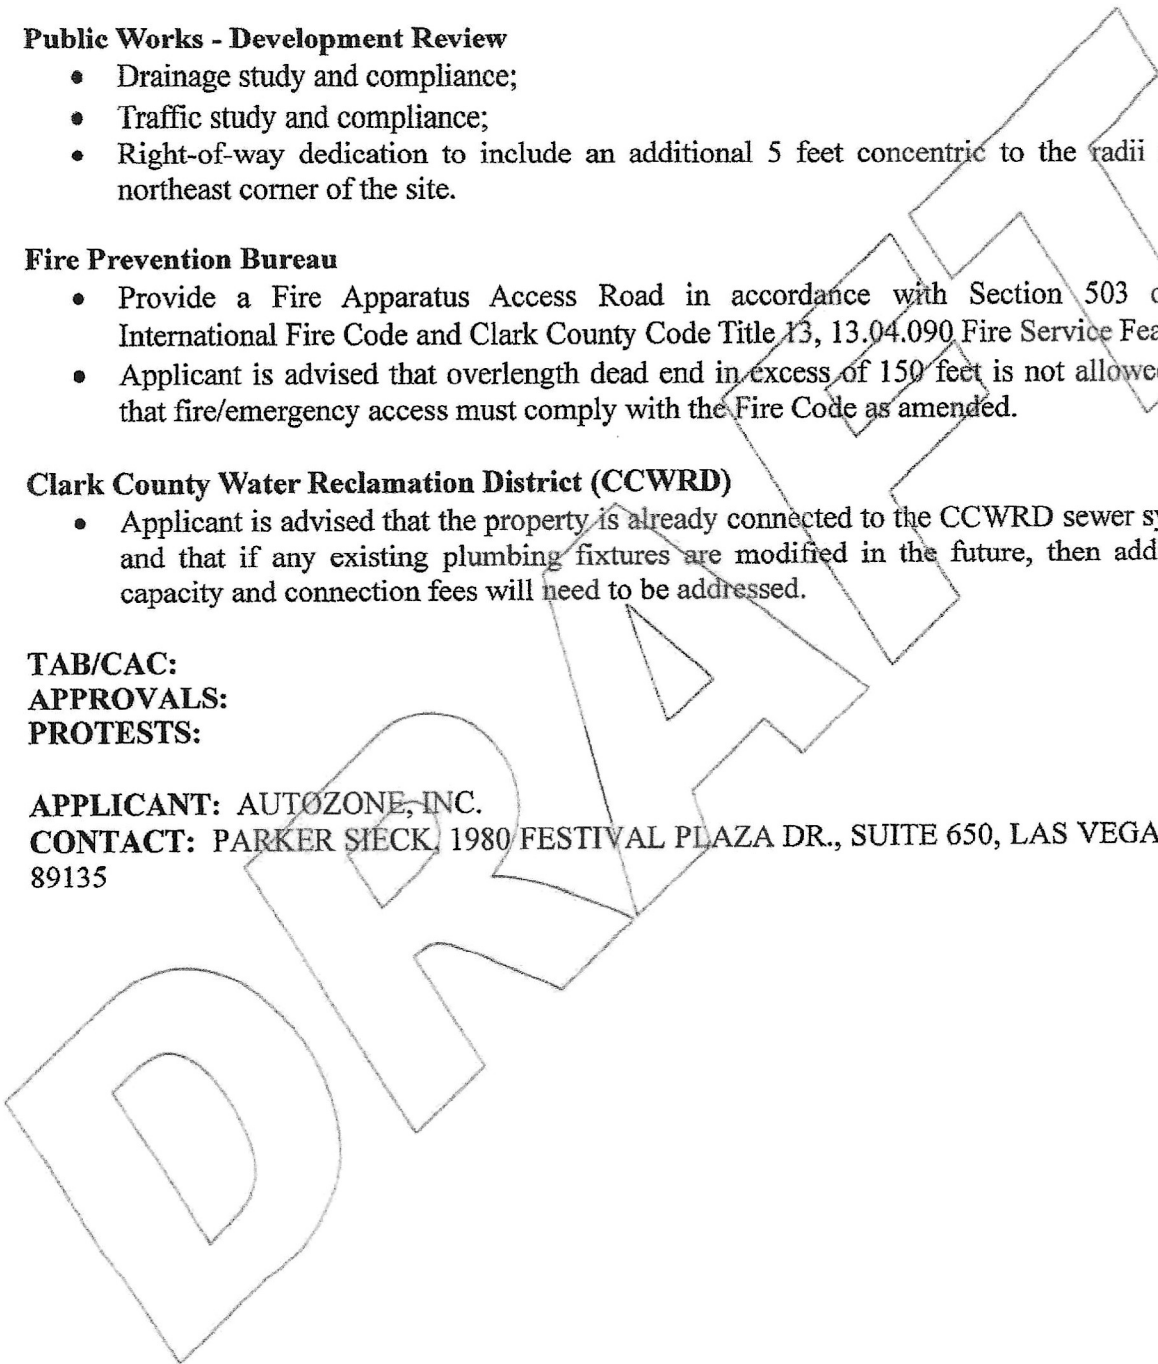 Public Works - Development Review
• Drainage study and compliance;
• Traffic study and compliance;
• Right-of-way dedication to include an additional 5 feet concentric to the radii
northeast corner of the site.
Fire Prevention Bureau
• Provide a Fire Apparatus Access Road in accordance with Section 503
International Fire Code and Clark County Code Title 13, 13.04.090 Fire Service
• Applicant is advised that overlength dead end in excess of 150 feet is not
that fire/emergency access must comply with the Fire Code as amended.
Clark County Water Reclamation District (CCWRD)
• Applicant is advised that the property is already connected to the CCWRD sewer
and that if any existing plumbing fixtures are modified in the future, then
capacity and connection fees will need to be addressed.
TAB/CAC:
APPROVALS:
PROTESTS:
APPLICANT: AUTOZONE, INC.
CONTACT: PARKER SIECK, 1980 FESTIVAL PLAZA DR., SUITE 650, LAS
89135
DRAFT